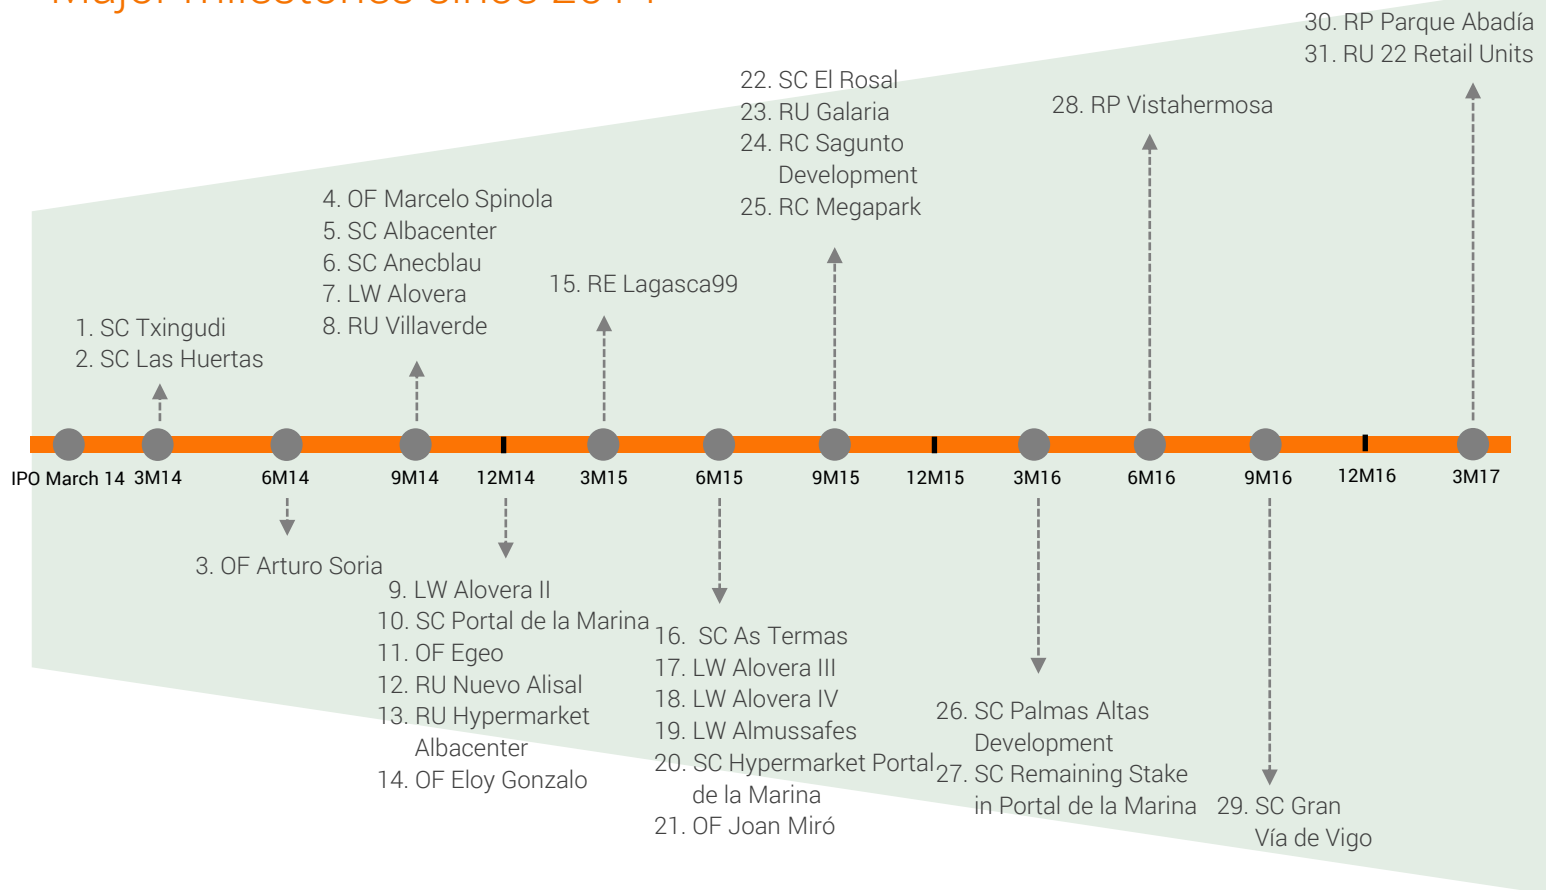 30. RP Parque Abadía
31. RU 22 Retail Units
22. SC El Rosal
23. RU Galaria
24. RC Sagunto
Development
25. RC Megapark
28. RP Vistahermosa
4. OF Marcelo Spinola
5. SC Albacenter
6. SC Anecblau
7. LW Alovera
8. RU Villaverde
15. RE Lagasca99
1. SC Txingudi
2. SC Las Huertas
IPO March 14 3M14 6M14 9M14 12M14 3M15 6M15 9M15 12M15 3M16 6M16 9M16 12M16 3M17
3. OF Arturo Soria
9. LW Alovera II
10. SC Portal de la Marina
11. OF Egeo
12. RU Nuevo Alisal
13. RU Hypermarket
Albacenter
14. OF Eloy Gonzalo
16. SC As Termas
17. LW Alovera III
18. LW Alovera IV
19. LW Almussafes
20. SC Hypermarket Portal
de la Marina
21. OF Joan Miró
26. SC Palmas Altas
Development
27. SC Remaining Stake
in Portal de la Marina
29. SC Gran
Vía de Vigo